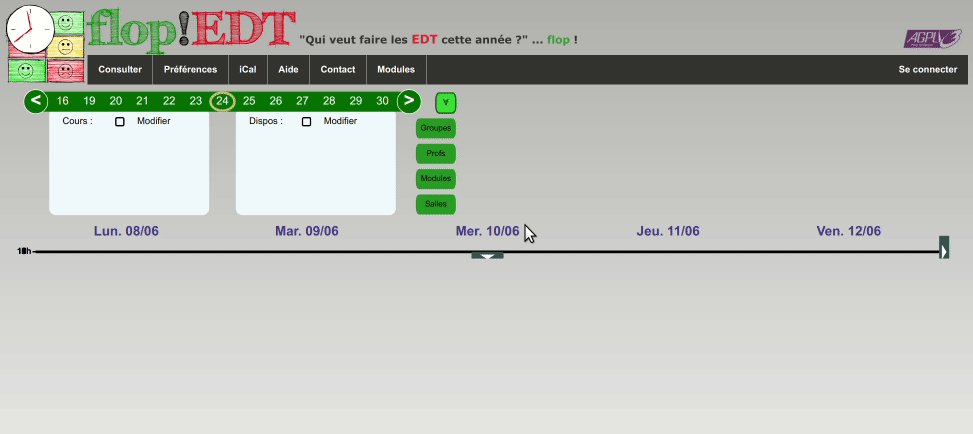 flop!EDT
"Qui veut faire les EDT cette année ?" ... flop !
AGPL v3
Consulter Préférences iCal Aide Contact Modules Se connecter
< 16 19 20 21 22 23 24 25 26 27 28 29 30 >
∀
Cours : Modifier Dispos : Modifier
Groupes
Profs
Modules
Salles
Lun. 08/06 Mar. 09/06 Mer. 10/06 Jeu. 11/06 Ven. 12/06